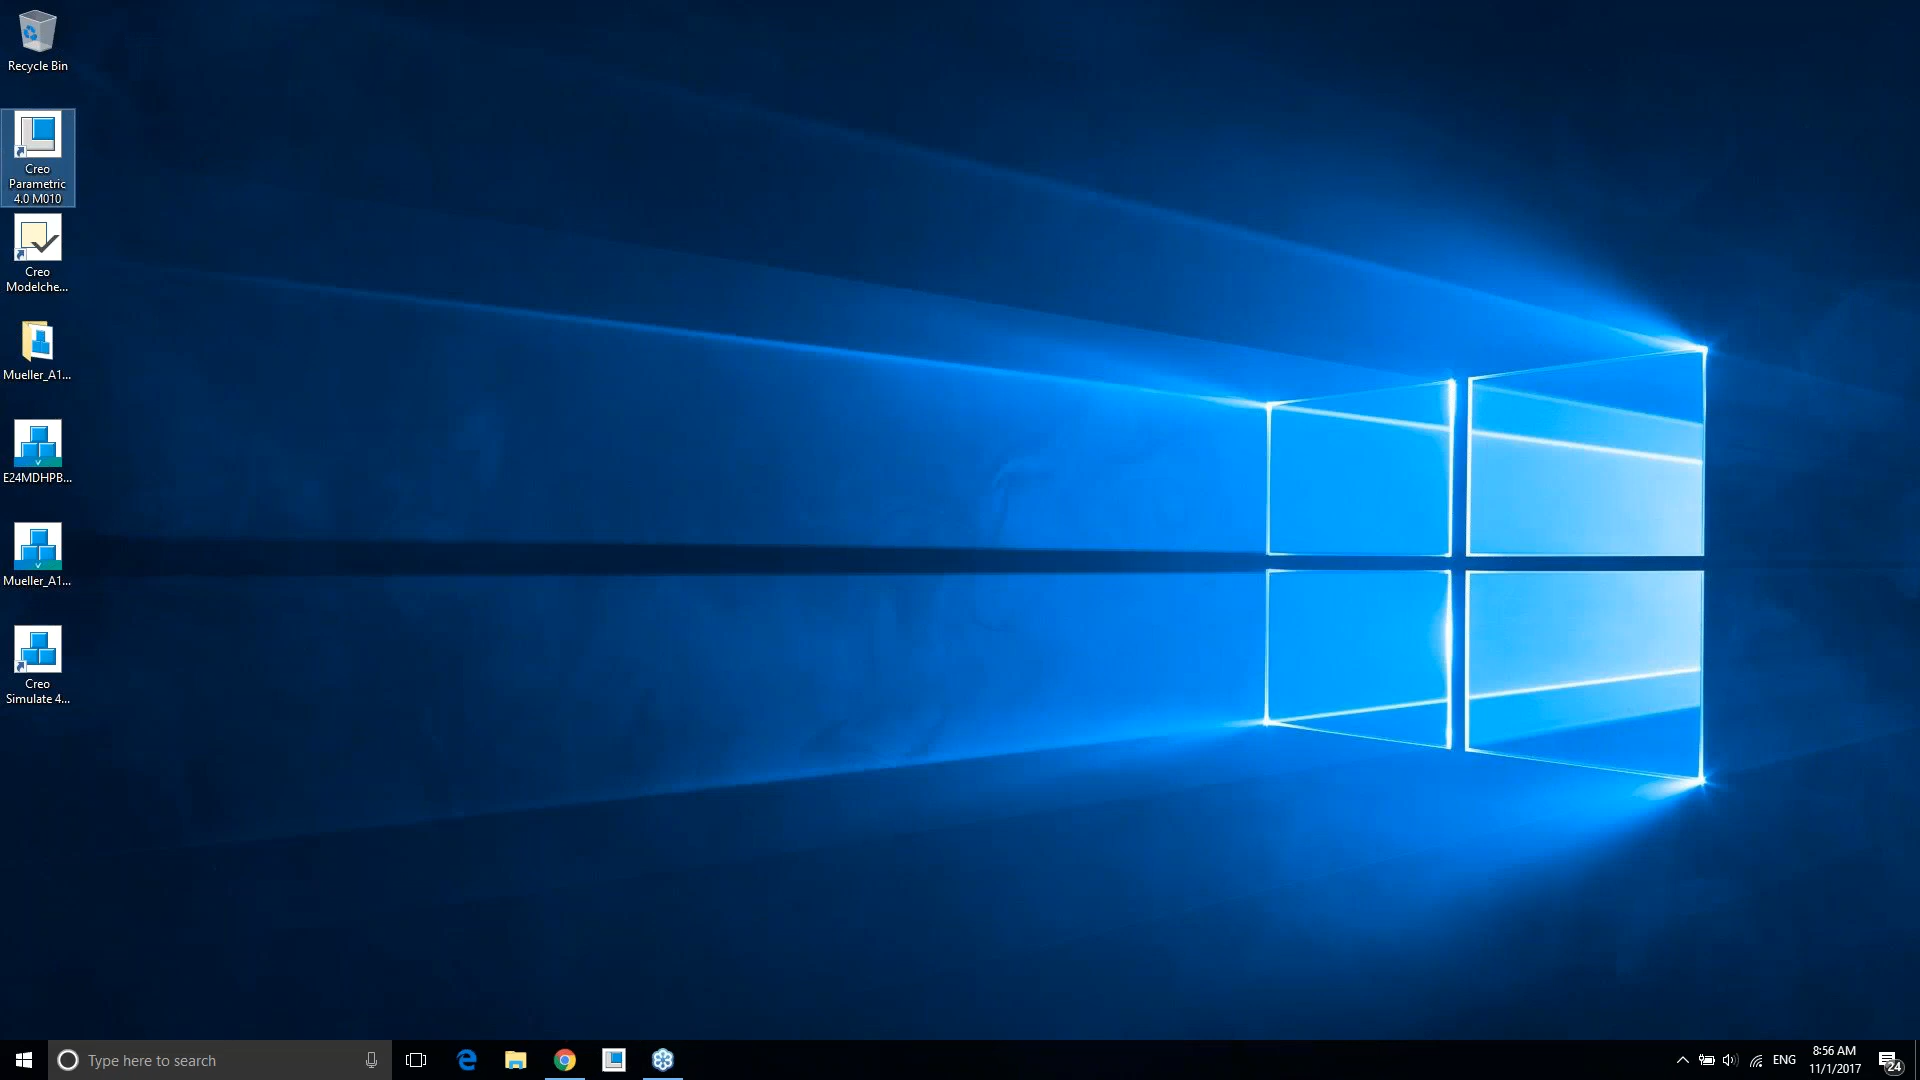 Recycle Bin
Creo
Parametric
4.0 M010
Creo
Modelche...
Mueller_A1...
E24MDHPB...
Mueller_A1...
Creo
Simulate 4...
Type here to search
ENG
8:56 AM
11/1/2017
24